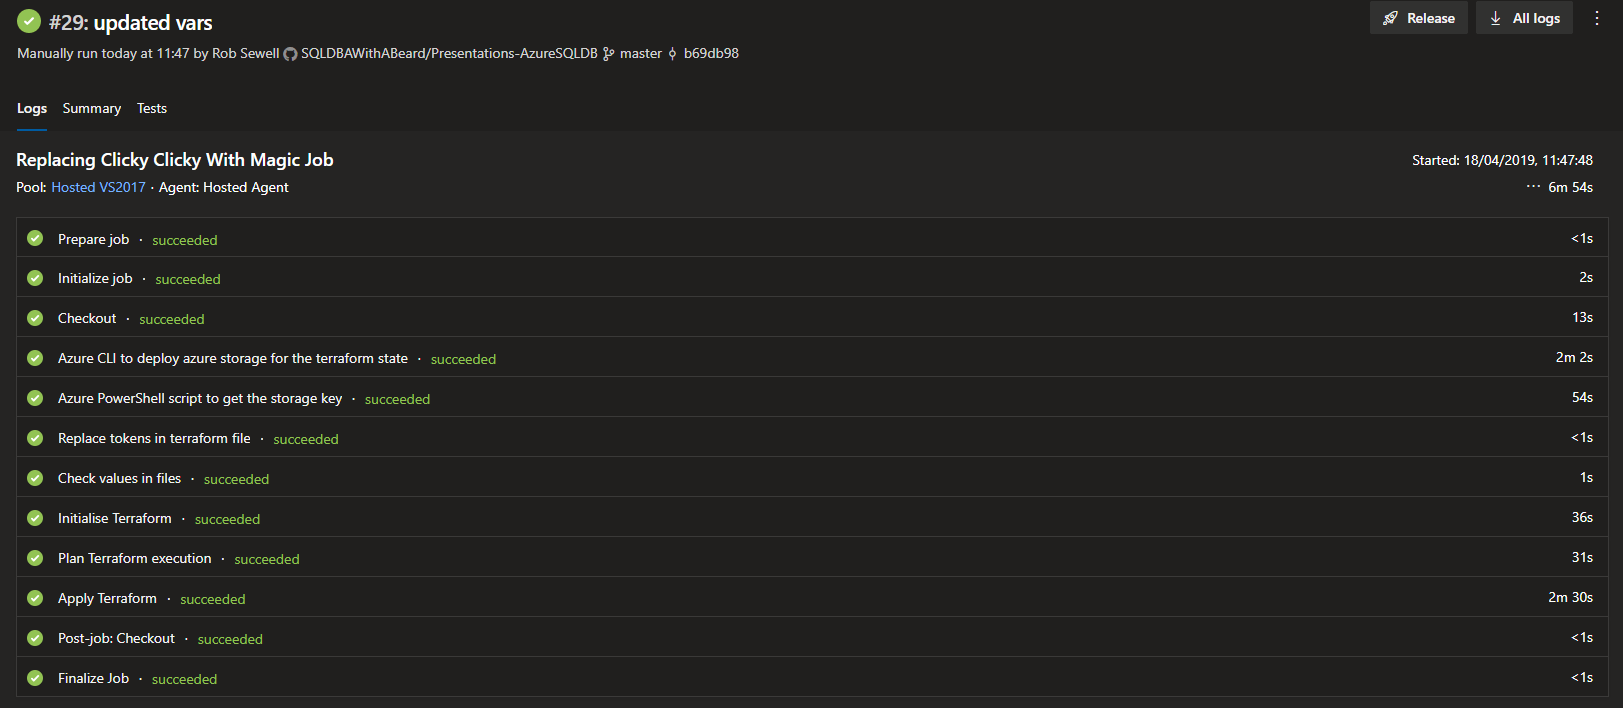 #29: updated vars
Release
All logs
Manually run today at 11:47 by Rob Sewell SQLDBAWithABeard/Presentations-AzureSQLDB master b69db98
Logs Summary Tests
Replacing Clicky Clicky With Magic Job
Started: 18/04/2019, 11:47:48
Pool: Hosted VS2017 · Agent: Hosted Agent
··· 6m 54s
Prepare job · succeeded <1s
Initialize job · succeeded 2s
Checkout · succeeded 13s
Azure CLI to deploy azure storage for the terraform state · succeeded 2m 2s
Azure PowerShell script to get the storage key · succeeded 54s
Replace tokens in terraform file · succeeded <1s
Check values in files · succeeded 1s
Initialise Terraform · succeeded 36s
Plan Terraform execution · succeeded 31s
Apply Terraform · succeeded 2m 30s
Post-job: Checkout · succeeded <1s
Finalize Job · succeeded <1s